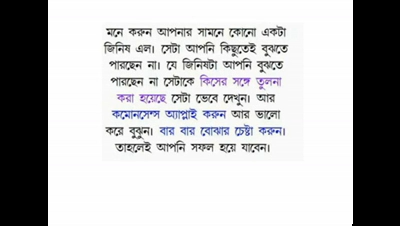 মনে করুন আপনার সামনে কোনো একটা
জিনিষ এল। সেটা আপনি কিছুতেই বুঝতে
পারছেন না। যে জিনিষটা আপনি বুঝতে
পারছেন না সেটাকে কিসের সঙ্গে তুলনা
করা হয়েছে সেটা ভেবে দেখুন। আর
কমোনসেন্স অ্যাপ্লাই করুন আর ভালো
করে বুঝুন। বার বার বোঝার চেষ্টা করুন।
তাহলেই আপনি সফল হয়ে যাবেন।